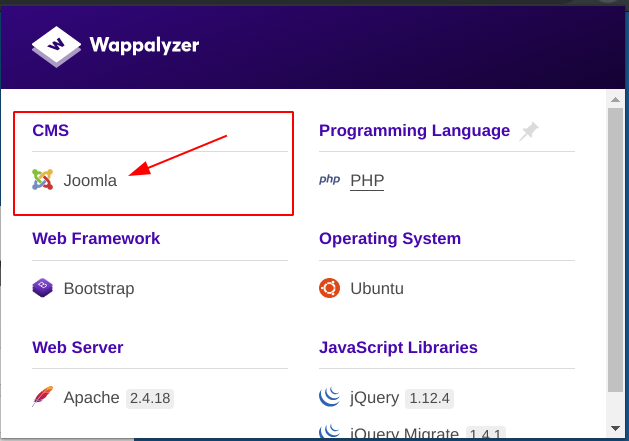 Wappalyzer
CMS
Joomla
Programming Language
php PHP
Web Framework
Bootstrap
Operating System
Ubuntu
Web Server
Apache 2.4.18
JavaScript Libraries
jQuery 1.12.4
jQuery Migrate 1.4.1